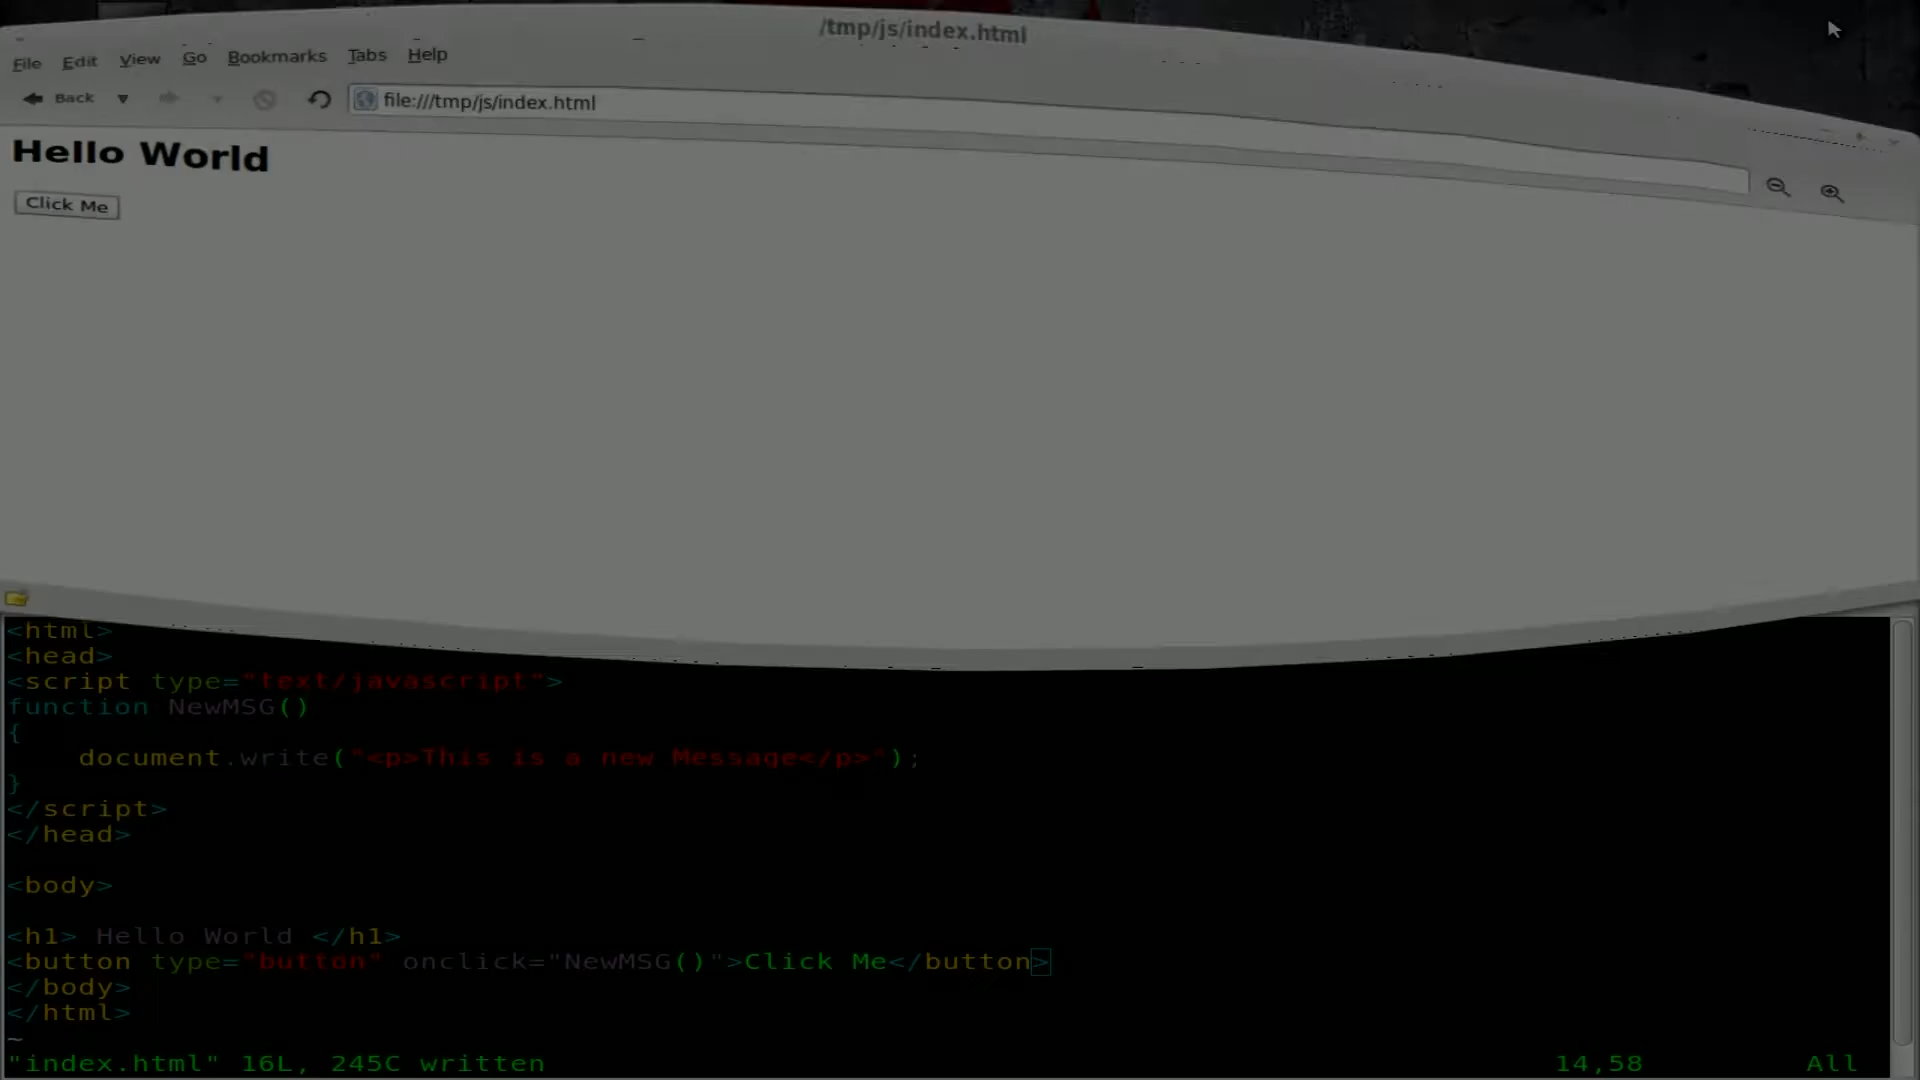 /tmp/js/index.html
File Edit View Go Bookmarks Tabs Help
Back file:///tmp/js/index.html
Hello World
Click Me
<html>
<head>
<script type="text/javascript">
function NewMSG()
{
    document.write("<p>This is a new Message</p>");
}
</script>
</head>
<body>
<h1> Hello World </h1>
<button type="button" onclick="NewMSG()">Click Me</button>
</body>
</html>
~
"index.html" 16L, 245C written 14,58 All